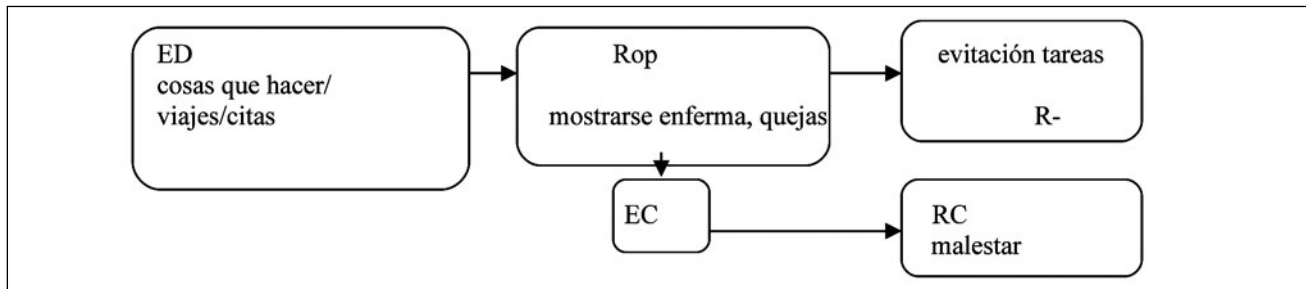 ED
cosas que hacer/
viajes/citas
Rop
mostrarse enferma, quejas
evitación tareas
R-
EC
RC
malestar